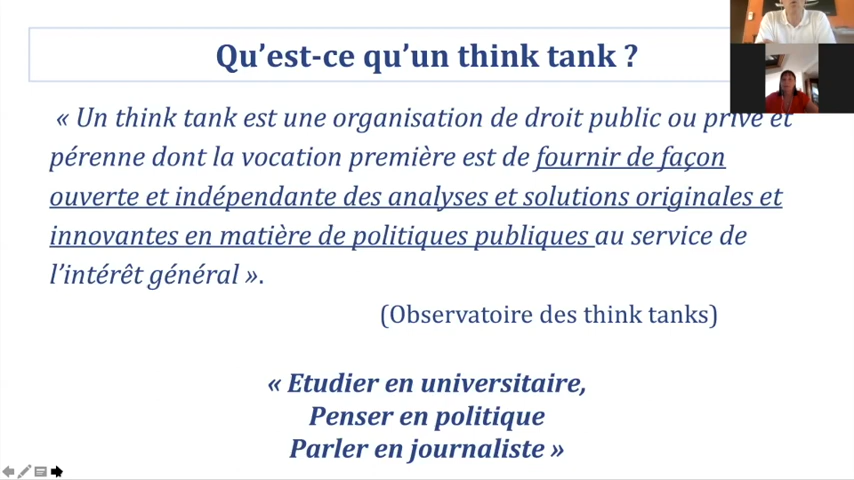 Qu’est-ce qu’un think tank ?
« Un think tank est une organisation de droit public ou privé et
pérenne dont la vocation première est de fournir de façon
ouverte et indépendante des analyses et solutions originales et
innovantes en matière de politiques publiques au service de
l’intérêt général ».
(Observatoire des think tanks)
« Etudier en universitaire,
Penser en politique
Parler en journaliste »